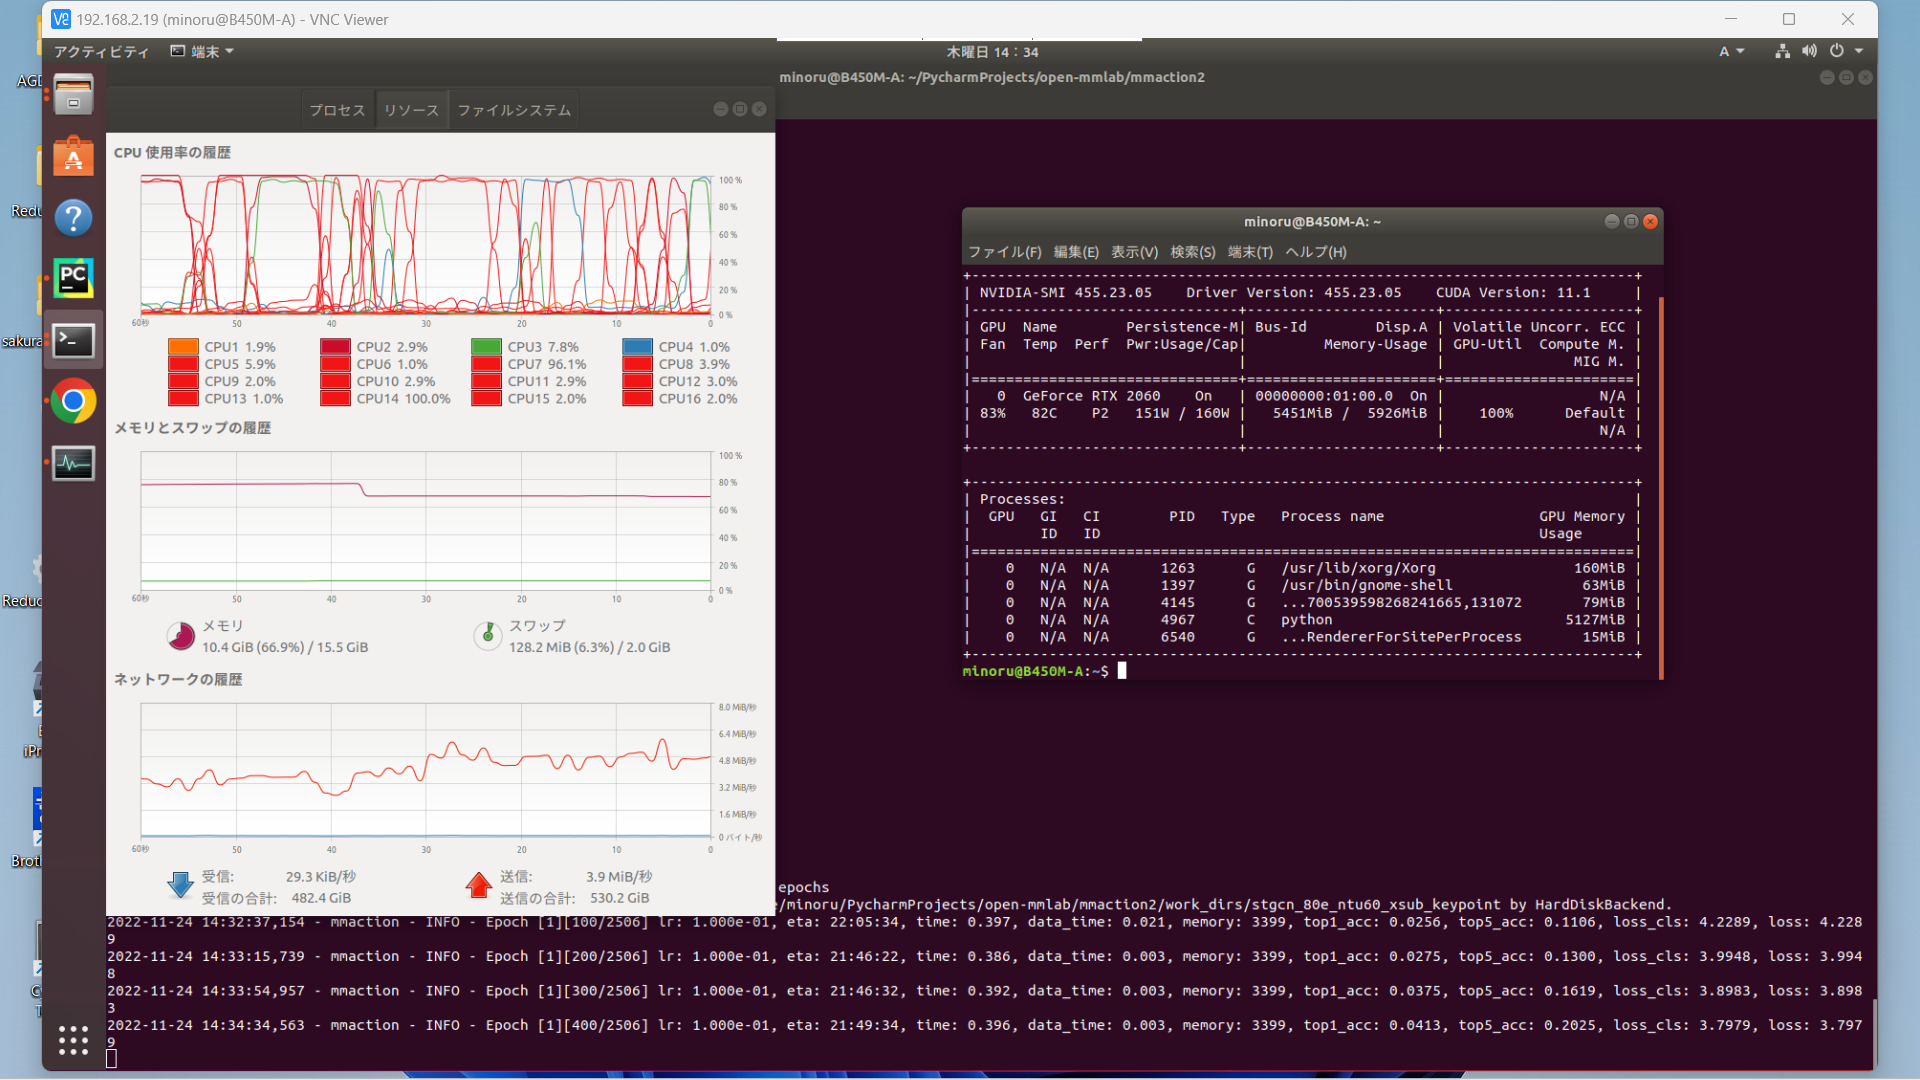 192.168.2.19 (minoru@B450M-A) - VNC Viewer
アクティビティ 端末 木曜日 14：34 A
minoru@B450M-A: ~/PycharmProjects/open-mmlab/mmaction2
プロセス リソース ファイルシステム
CPU 使用率の履歴
100 %
80 %
60 %
40 %
20 %
0 %
60秒 50 40 30 20 10 0
CPU1 1.9% CPU2 2.9% CPU3 7.8% CPU4 1.0%
CPU5 5.9% CPU6 1.0% CPU7 96.1% CPU8 3.9%
CPU9 2.0% CPU10 2.9% CPU11 2.9% CPU12 3.0%
CPU13 1.0% CPU14 100.0% CPU15 2.0% CPU16 2.0%
メモリとスワップの履歴
100 %
80 %
60 %
40 %
20 %
0 %
60秒 50 40 30 20 10 0
メモリ
10.4 GiB (66.9%) / 15.5 GiB
スワップ
128.2 MiB (6.3%) / 2.0 GiB
ネットワークの履歴
8.0 MiB/秒
6.4 MiB/秒
4.8 MiB/秒
3.2 MiB/秒
1.6 MiB/秒
0 バイト/秒
60秒 50 40 30 20 10 0
受信: 29.3 KiB/秒
受信の合計: 482.4 GiB
送信: 3.9 MiB/秒
送信の合計: 530.2 GiB
minoru@B450M-A: ~
ファイル(F) 編集(E) 表示(V) 検索(S) 端末(T) ヘルプ(H)
NVIDIA-SMI 455.23.05 Driver Version: 455.23.05 CUDA Version: 11.1
GPU Name Persistence-M| Bus-Id Disp.A | Volatile Uncorr. ECC
Fan Temp Perf Pwr:Usage/Cap| Memory-Usage | GPU-Util Compute M.
MIG M.
0 GeForce RTX 2060 On | 00000000:01:00.0 On | N/A
83% 82C P2 151W / 160W | 5451MiB / 5926MiB | 100% Default
N/A
Processes:
GPU GI CI PID Type Process name GPU Memory
ID ID Usage
0 N/A N/A 1263 G /usr/lib/xorg/Xorg 160MiB
0 N/A N/A 1397 G /usr/bin/gnome-shell 63MiB
0 N/A N/A 4145 G ...700539598268241665,131072 79MiB
0 N/A N/A 4967 C python 5127MiB
0 N/A N/A 6540 G ...RendererForSitePerProcess 15MiB
minoru@B450M-A:~$
epochs
/minoru/PycharmProjects/open-mmlab/mmaction2/work_dirs/stgcn_80e_ntu60_xsub_keypoint by HardDiskBackend.
2022-11-24 14:32:37,154 - mmaction - INFO - Epoch [1][100/2506] lr: 1.000e-01, eta: 22:05:34, time: 0.397, data_time: 0.021, memory: 3399, top1_acc: 0.0256, top5_acc: 0.1106, loss_cls: 4.2289, loss: 4.228
9
2022-11-24 14:33:15,739 - mmaction - INFO - Epoch [1][200/2506] lr: 1.000e-01, eta: 21:46:22, time: 0.386, data_time: 0.003, memory: 3399, top1_acc: 0.0275, top5_acc: 0.1300, loss_cls: 3.9948, loss: 3.994
8
2022-11-24 14:33:54,957 - mmaction - INFO - Epoch [1][300/2506] lr: 1.000e-01, eta: 21:46:32, time: 0.392, data_time: 0.003, memory: 3399, top1_acc: 0.0375, top5_acc: 0.1619, loss_cls: 3.8983, loss: 3.898
3
2022-11-24 14:34:34,563 - mmaction - INFO - Epoch [1][400/2506] lr: 1.000e-01, eta: 21:49:34, time: 0.396, data_time: 0.003, memory: 3399, top1_acc: 0.0413, top5_acc: 0.2025, loss_cls: 3.7979, loss: 3.797
9
AGD
Redu
sakura
Reduc
iPr
Brotl
PC